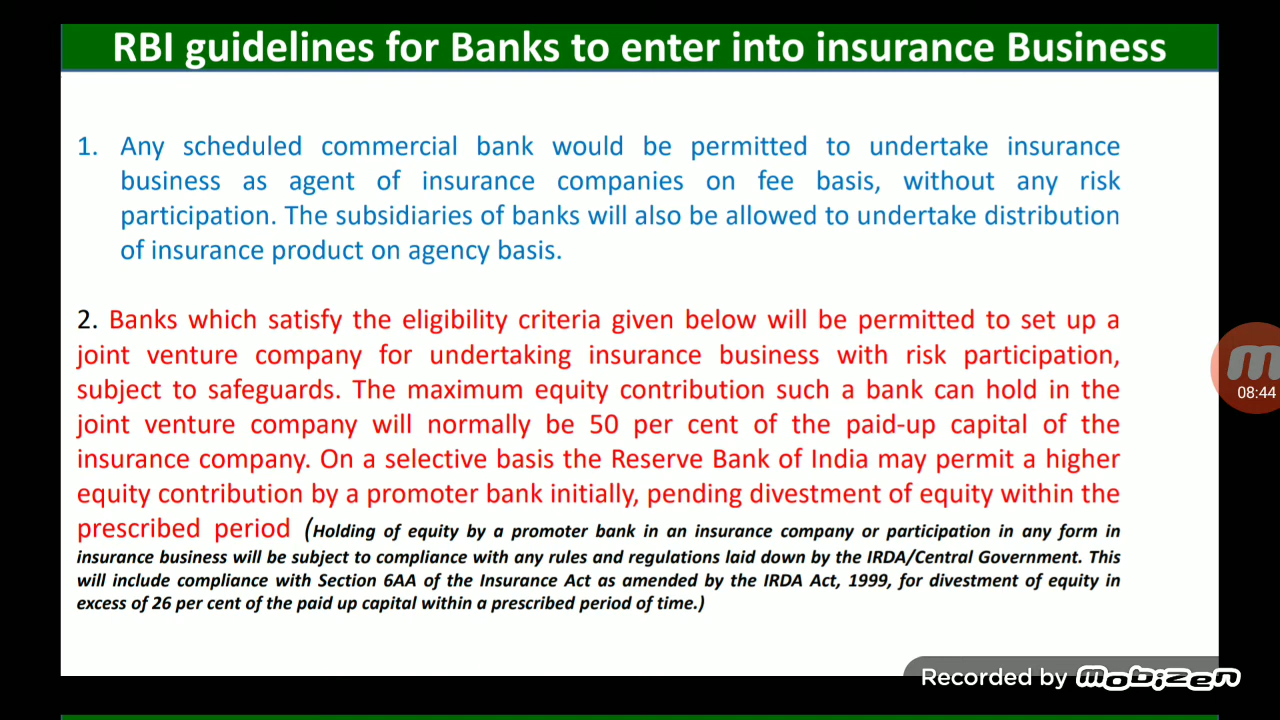 RBI guidelines for Banks to enter into insurance Business
1. Any scheduled commercial bank would be permitted to undertake insurance
business as agent of insurance companies on fee basis, without any risk
participation. The subsidiaries of banks will also be allowed to undertake distribution
of insurance product on agency basis.
2. Banks which satisfy the eligibility criteria given below will be permitted to set up a
joint venture company for undertaking insurance business with risk participation,
subject to safeguards. The maximum equity contribution such a bank can hold in the
joint venture company will normally be 50 per cent of the paid-up capital of the
insurance company. On a selective basis the Reserve Bank of India may permit a higher
equity contribution by a promoter bank initially, pending divestment of equity within the
prescribed period (Holding of equity by a promoter bank in an insurance company or participation in any form in
insurance business will be subject to compliance with any rules and regulations laid down by the IRDA/Central Government. This
will include compliance with Section 6AA of the Insurance Act as amended by the IRDA Act, 1999, for divestment of equity in
excess of 26 per cent of the paid up capital within a prescribed period of time.)
08:44
Recorded by mobizen